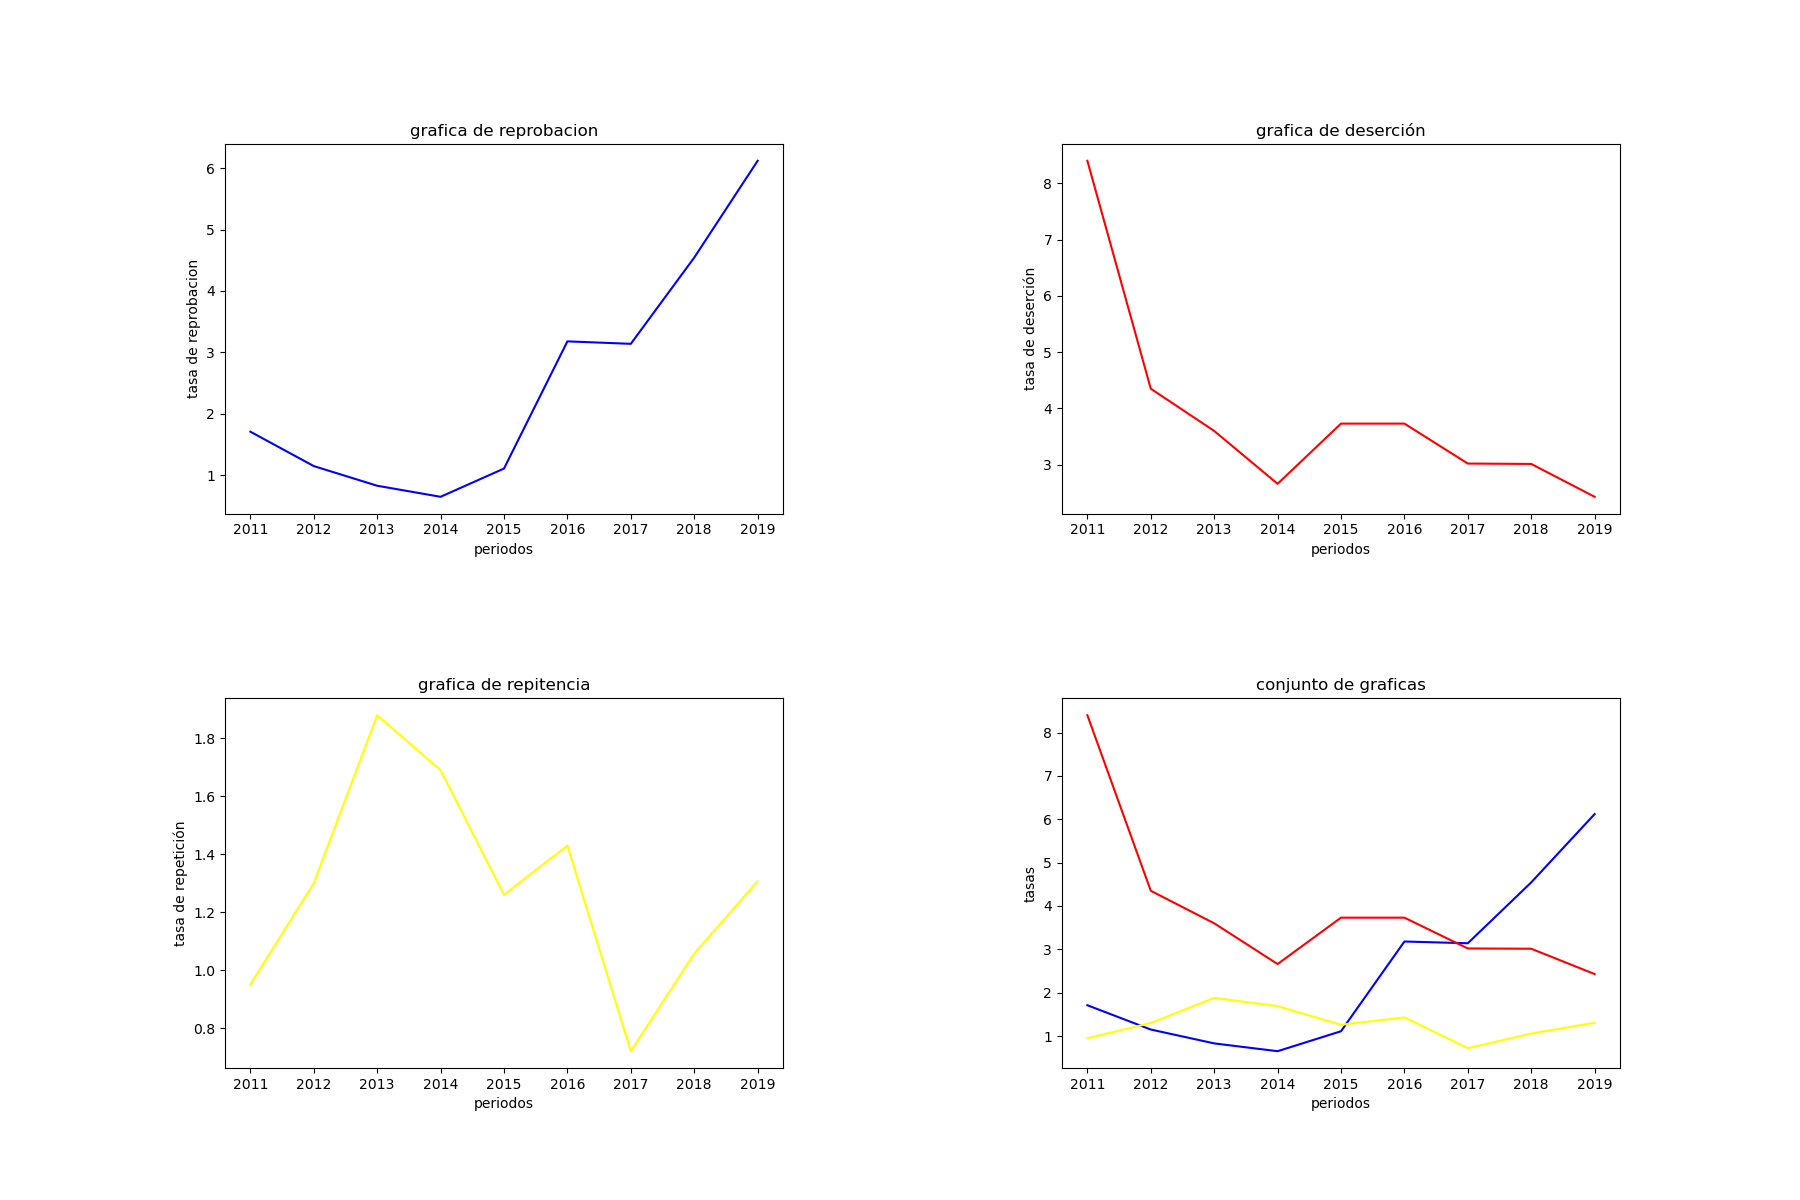 grafica de reprobacion
tasa de reprobacion
6
5
4
3
2
1
2011 2012 2013 2014 2015 2016 2017 2018 2019
periodos
grafica de deserción
tasa de deserción
8
7
6
5
4
3
2011 2012 2013 2014 2015 2016 2017 2018 2019
periodos
grafica de repitencia
tasa de repetición
1.8
1.6
1.4
1.2
1.0
0.8
2011 2012 2013 2014 2015 2016 2017 2018 2019
periodos
conjunto de graficas
tasas
8
7
6
5
4
3
2
1
2011 2012 2013 2014 2015 2016 2017 2018 2019
periodos